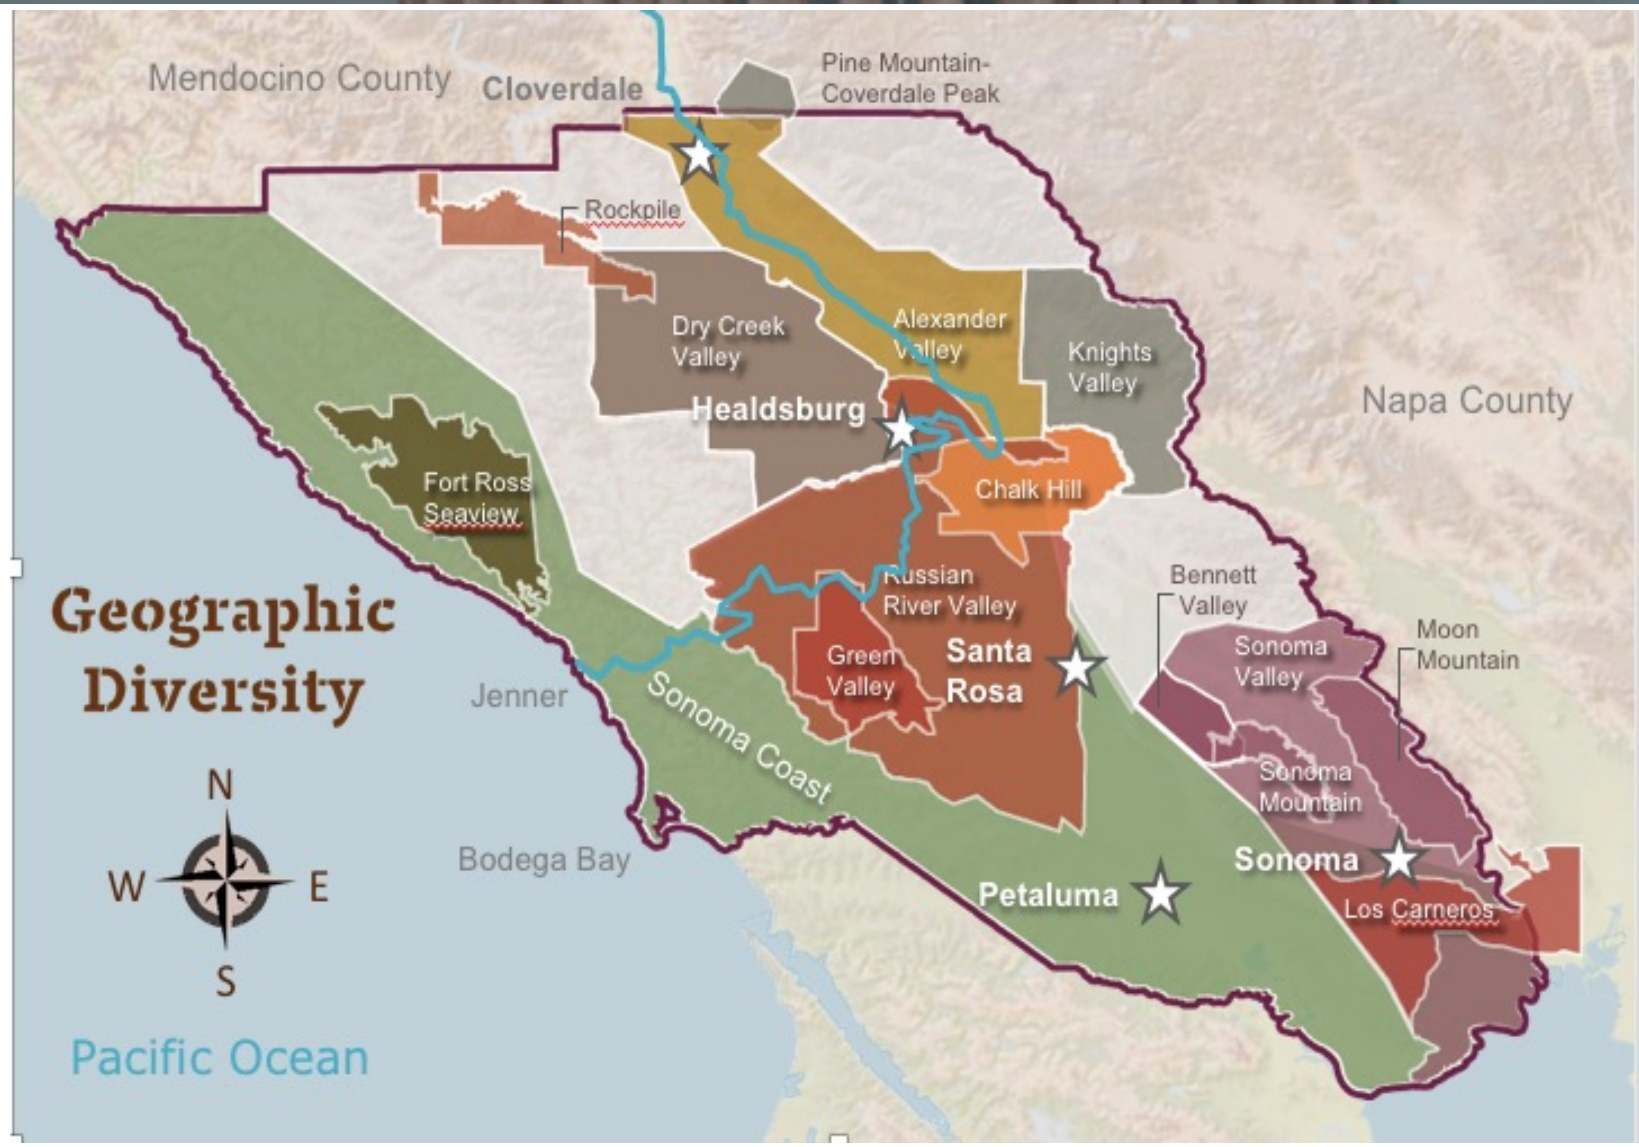 Mendocino County
Cloverdale
Pine Mountain-
Coverdale Peak
Rockpile
Dry Creek
Valley
Alexander
Valley
Knights
Valley
Healdsburg
Napa County
Fort Ross
Seaview
Chalk Hill
Geographic
Diversity
Russian
River Valley
Bennett
Valley
Green
Valley
Santa
Rosa
Sonoma
Valley
Moon
Mountain
Jenner
Sonoma Coast
Sonoma
Mountain
Bodega Bay
Sonoma
Petaluma
Los Carneros
N
W
E
S
Pacific Ocean